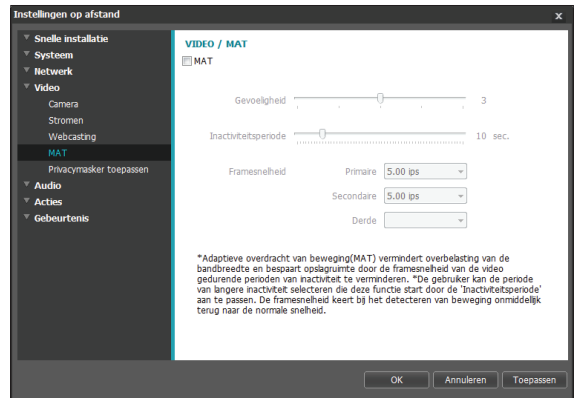 Instellingen op afstand
x
Snelle installatie
Systeem
Netwerk
Video
Camera
Stromen
Webcasting
MAT
Privacymasker toepassen
Audio
Acties
Gebeurtenis
VIDEO / MAT
MAT
Gevoeligheid 3
Inactiviteitsperiode 10 sec.
Framesnelheid Primaire 5.00 ips
Secondaire 5.00 ips
Derde
*Adaptieve overdracht van beweging(MAT) vermindert overbelasting van de
bandbreedte en bespaart opslagruimte door de framesnelheid van de video
gedurende perioden van inactiviteit te verminderen. *De gebruiker kan de periode
van langere inactiviteit selecteren die deze functie start door de 'Inactiviteitsperiode'
aan te passen. De framesnelheid keert bij het detecteren van beweging onmiddellijk
terug naar de normale snelheid.
OK Annuleren Toepassen